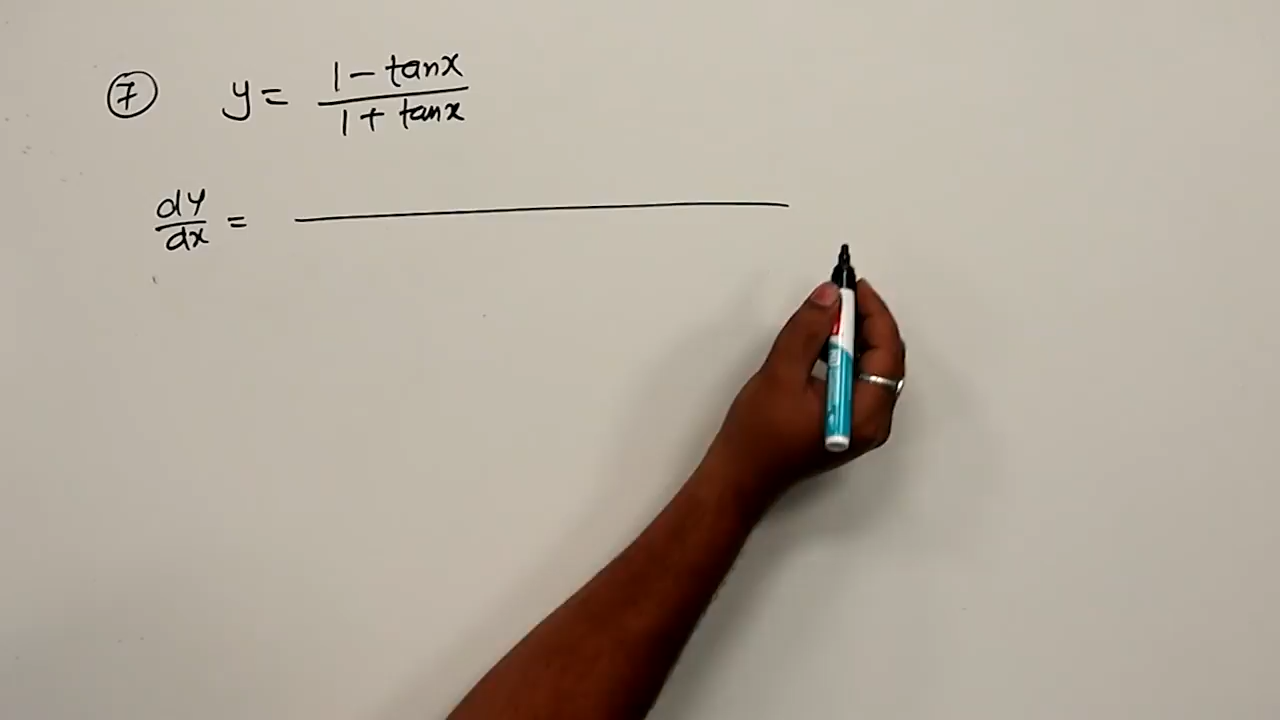 ⑦ y = 1 - tanx / 1 + tanx
dy/dx =